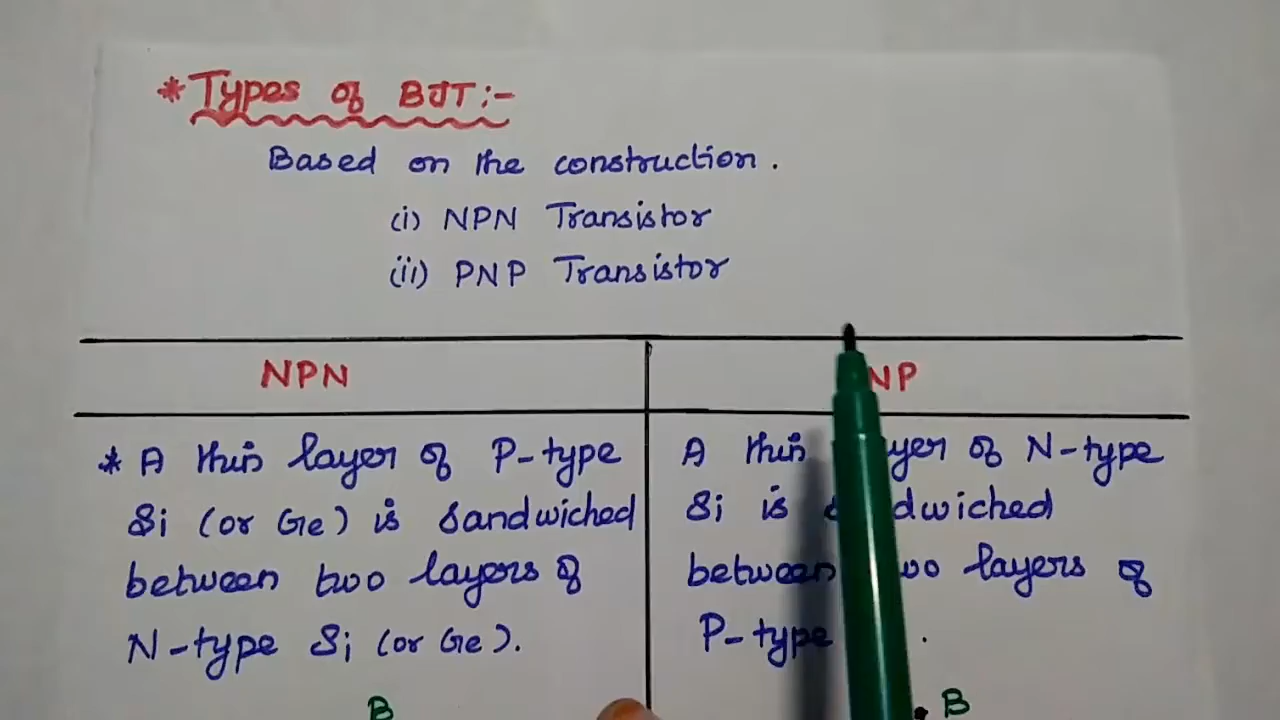 *Types of BJT:-
Based on the construction.
(i) NPN Transistor
(ii) PNP Transistor
NPN
NP
* A thin layer of P-type
Si (or Ge) is sandwiched
between two layers of
N-type Si (or Ge).
B
A thin yer of N-type
Si is dwiched
between layers of
P-type .
B